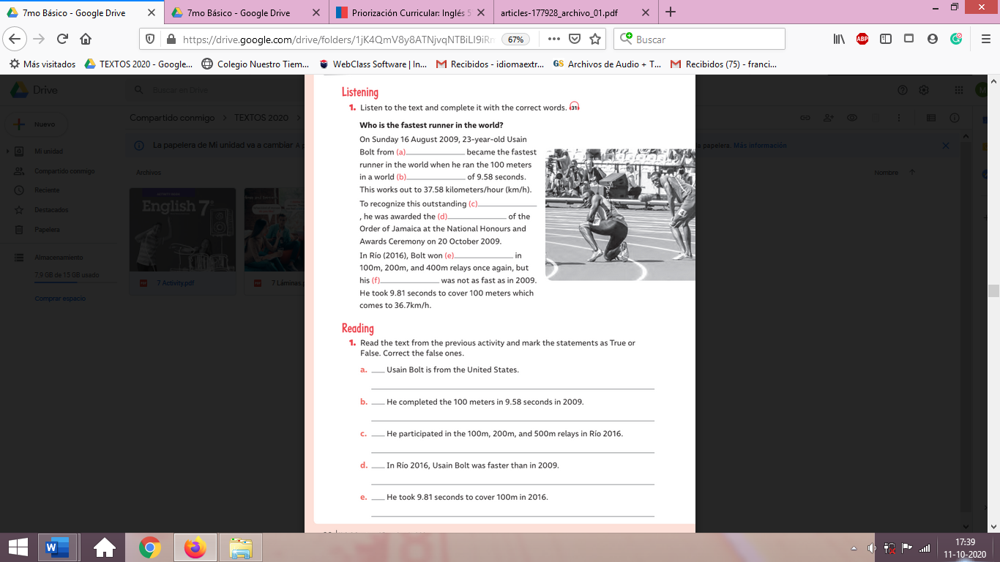 7mo Básico - Google Drive
7mo Básico - Google Drive
Priorización Curricular: Inglés 5
articles-177928_archivo_01.pdf
https://drive.google.com/drive/folders/1jK4QmV8y8ATNjvqNTBiLI9iRm
67%
Buscar
ABP
Más visitados
TEXTOS 2020 - Google...
Colegio Nuestro Tiem...
WebClass Software | In...
Recibidos - idiomaextr...
GS Archivos de Audio + T...
Recibidos (75) - franci...
Drive
Buscar en Drive
Nuevo
Compartido conmigo
TEXTOS 2020
La papelera de Mi unidad va a cambiar
papelera. Más información
Mi unidad
Compartido conmigo
Reciente
Destacados
Papelera
Almacenamiento
7,9 GB de 15 GB usado
Comprar espacio
Archivos
Nombre
English 7°
7 Activity.pdf
7 Láminas.p
Listening
1. Listen to the text and complete it with the correct words. 31
Who is the fastest runner in the world?
On Sunday 16 August 2009, 23-year-old Usain
Bolt from (a)______________ became the fastest
runner in the world when he ran the 100 meters
in a world (b)______________ of 9.58 seconds.
This works out to 37.58 kilometers/hour (km/h).
To recognize this outstanding (c)______________
, he was awarded the (d)______________ of the
Order of Jamaica at the National Honours and
Awards Ceremony on 20 October 2009.
In Río (2016), Bolt won (e)______________ in
100m, 200m, and 400m relays once again, but
his (f)______________ was not as fast as in 2009.
He took 9.81 seconds to cover 100 meters which
comes to 36.7km/h.
Reading
1. Read the text from the previous activity and mark the statements as True or
False. Correct the false ones.
a. ___ Usain Bolt is from the United States.
b. ___ He completed the 100 meters in 9.58 seconds in 2009.
c. ___ He participated in the 100m, 200m, and 500m relays in Río 2016.
d. ___ In Río 2016, Usain Bolt was faster than in 2009.
e. ___ He took 9.81 seconds to cover 100m in 2016.
17:39
11-10-2020